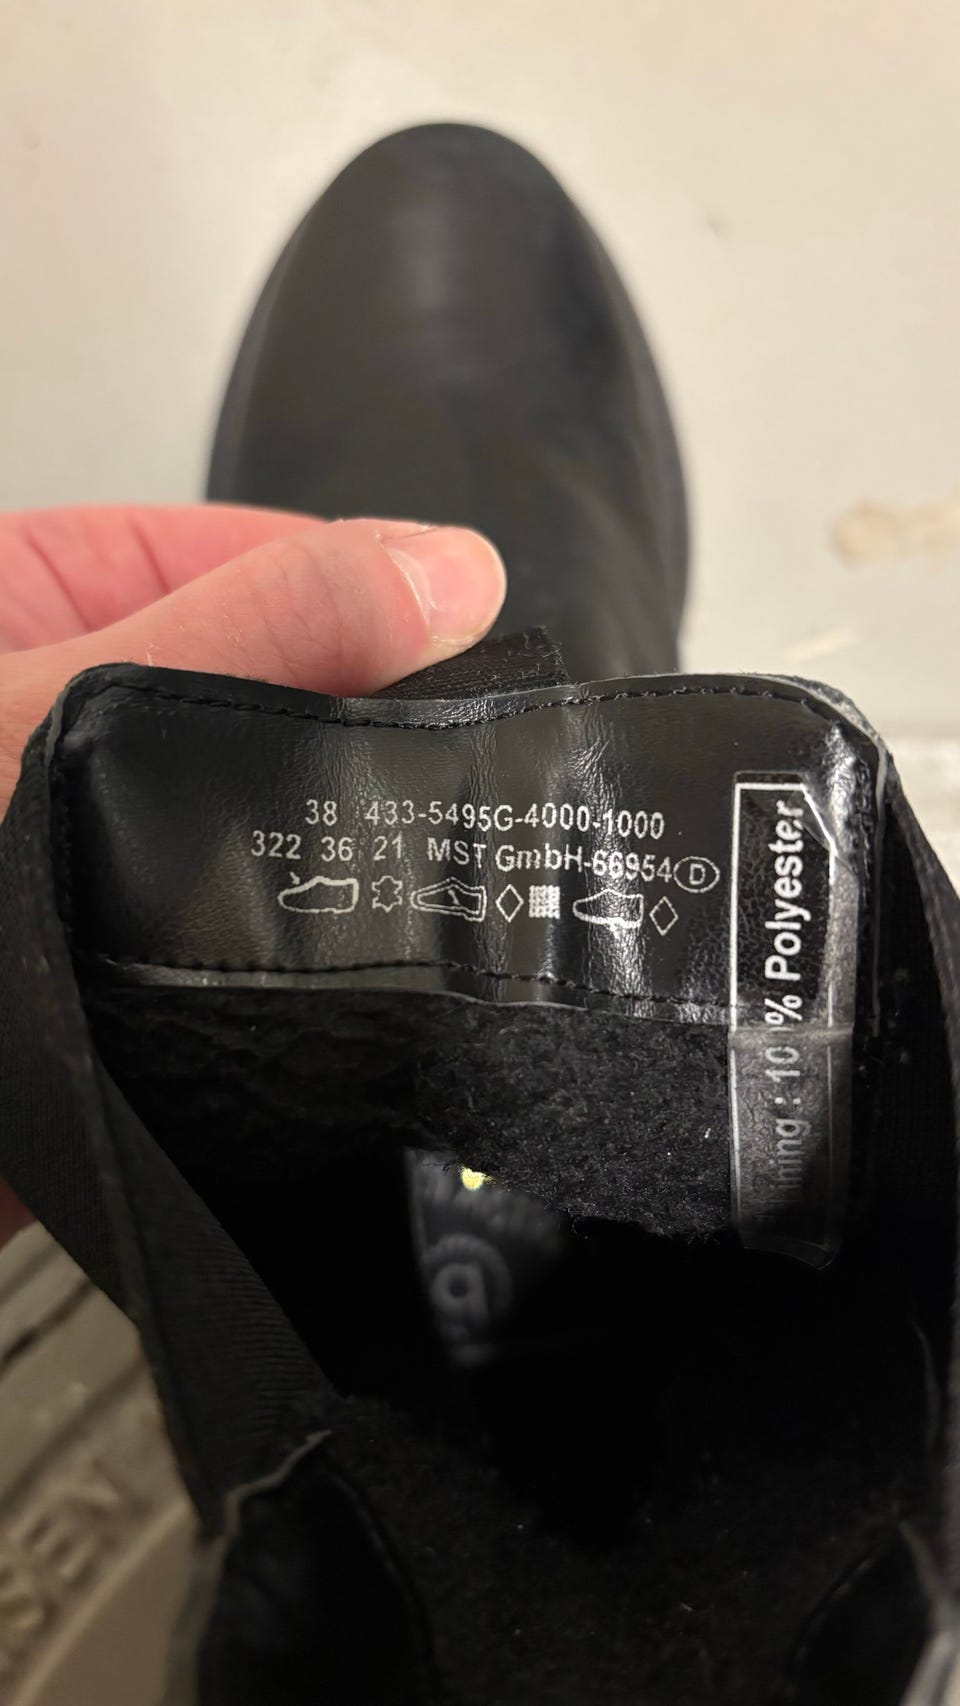 38 433-5495G-4000-1000
322 36 21 MST GmbH-66954 D
% Polyester